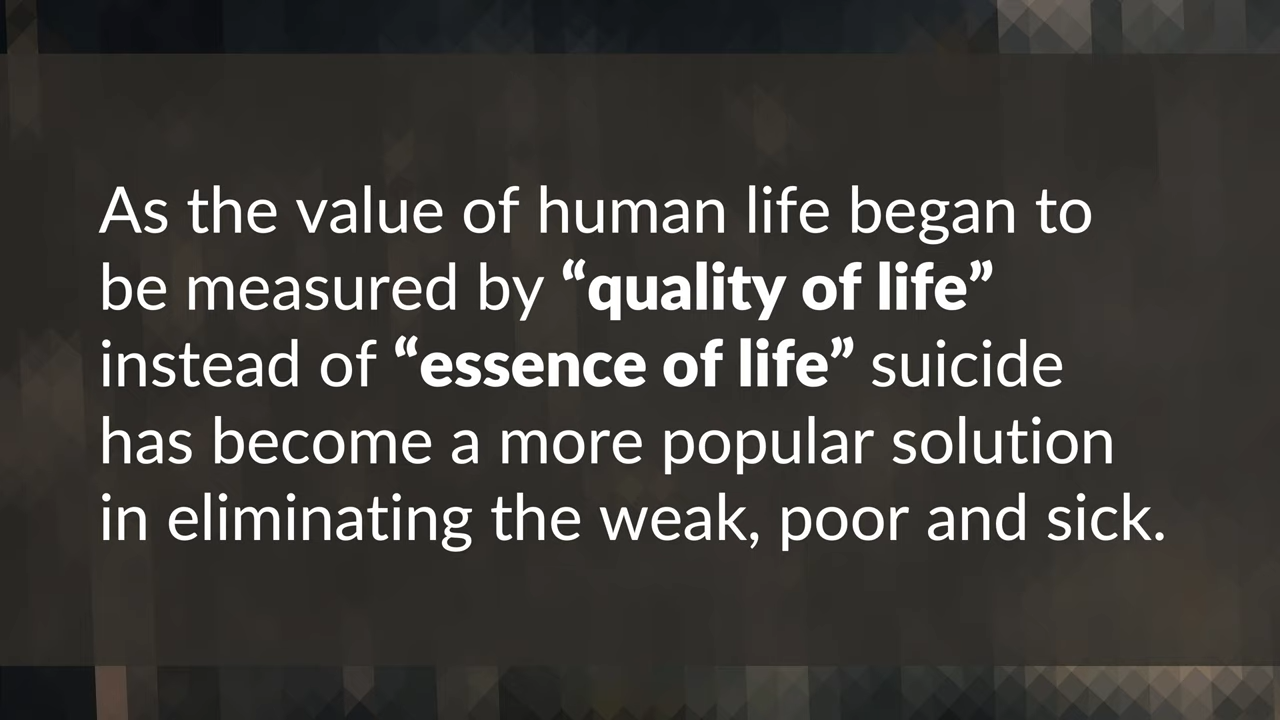 As the value of human life began to
be measured by “quality of life”
instead of “essence of life” suicide
has become a more popular solution
in eliminating the weak, poor and sick.